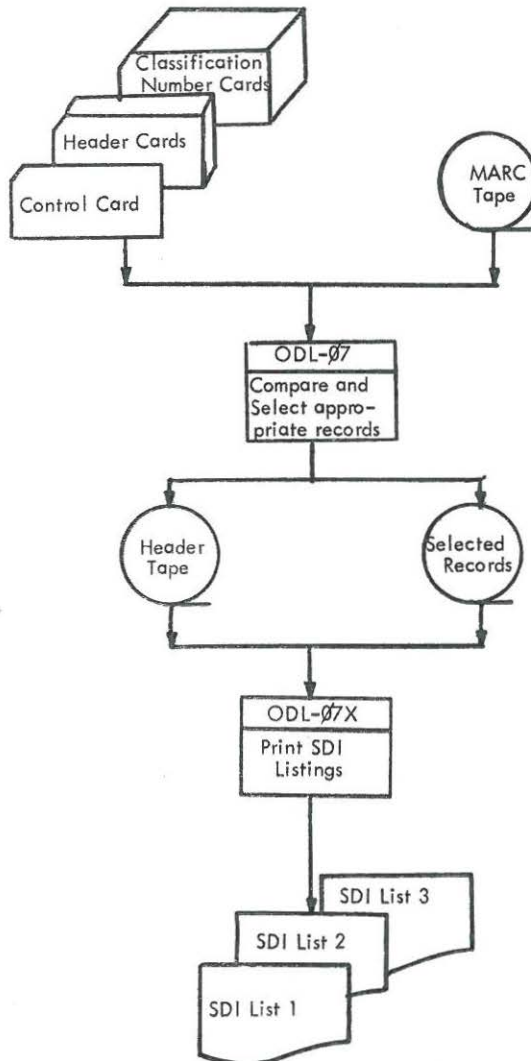 Classification
Number Cards
Header Cards
Control Card
MARC
Tape
ODL-Ø7
Compare and
Select appro-
priate records
Header
Tape
Selected
Records
ODL-Ø7X
Print SDI
Listings
SDI List 3
SDI List 2
SDI List 1